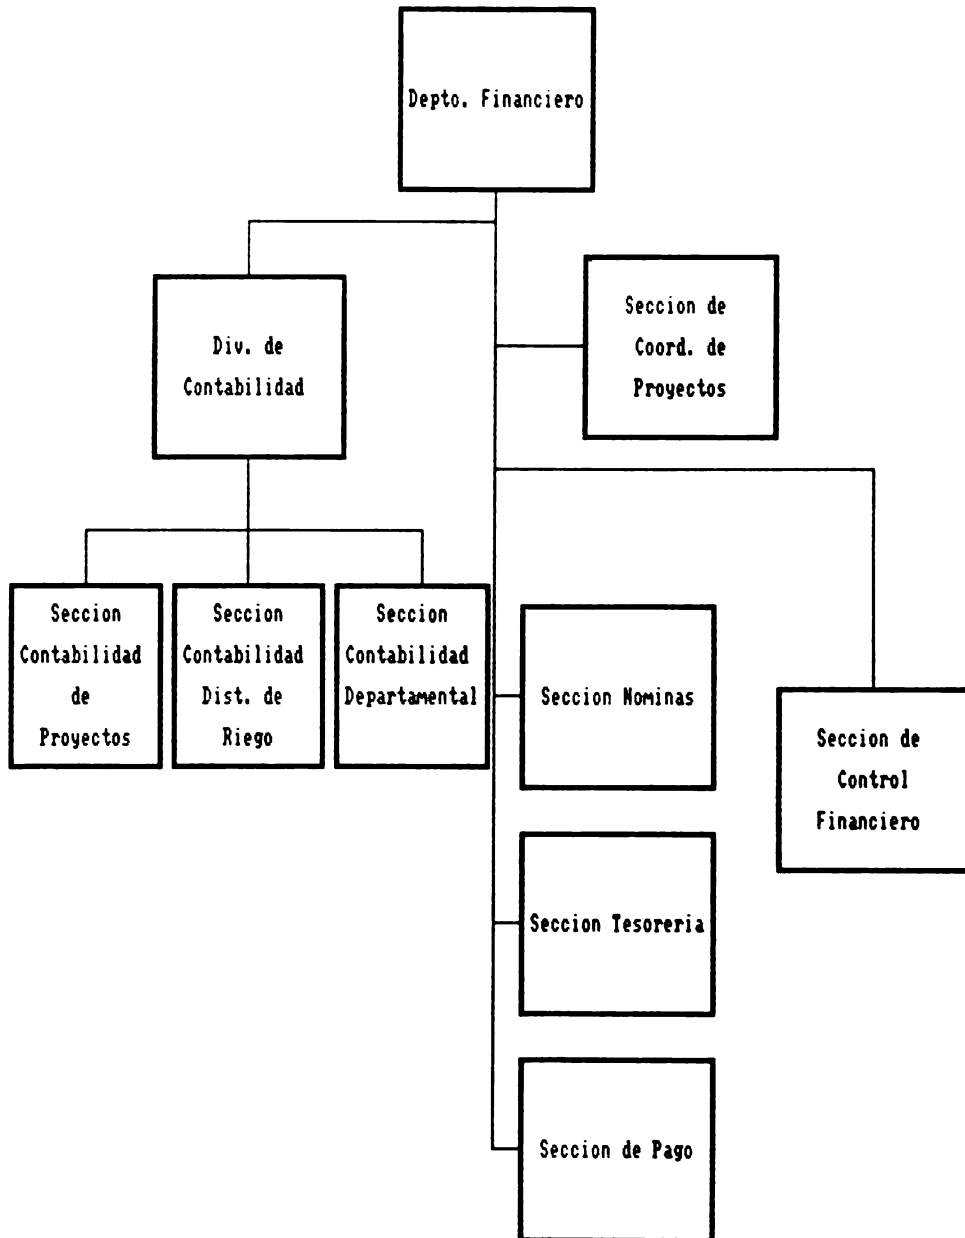 Depto. Financiero
Seccion de
Coord. de
Proyectos
Div. de
Contabilidad
Seccion
Contabilidad
de
Proyectos
Seccion
Contabilidad
Dist. de
Riego
Seccion
Contabilidad
Departamental
Seccion Nominas
Seccion de
Control
Financiero
Seccion Tesoreria
Seccion de Pago